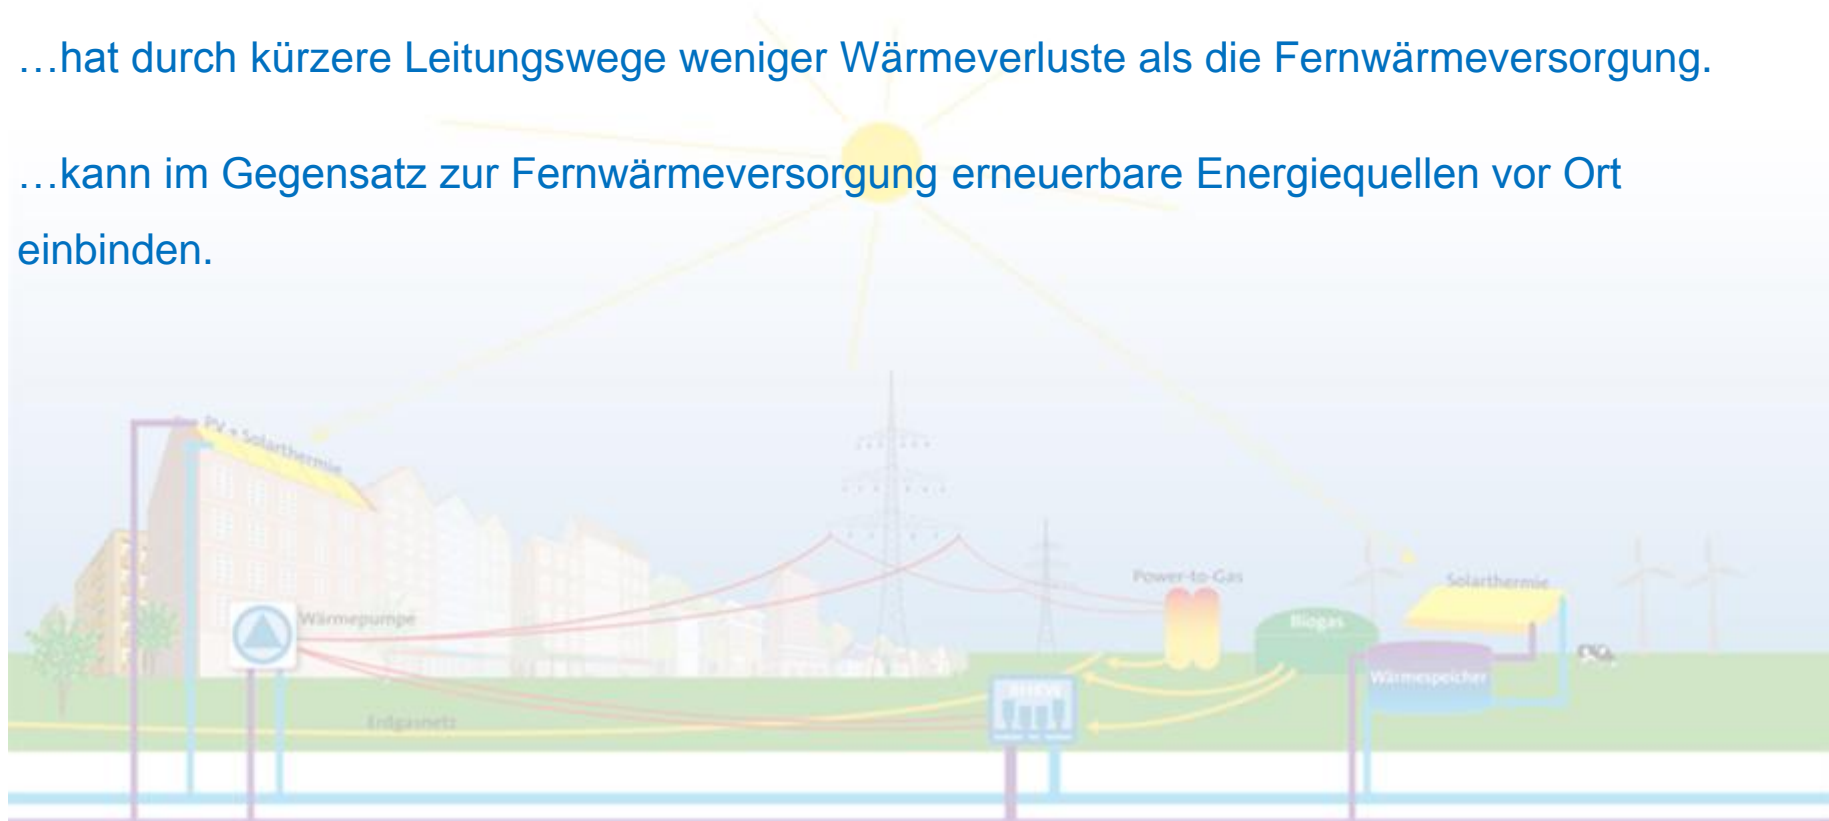 …hat durch kürzere Leitungswege weniger Wärmeverluste als die Fernwärmeversorgung.
…kann im Gegensatz zur Fernwärmeversorgung erneuerbare Energiequellen vor Ort
einbinden.
PV + Solarthermie
Power-to-Gas
Solarthermie
Wärmepumpe
Biogas
Wärmespeicher
BHKW
Erdgasnetz